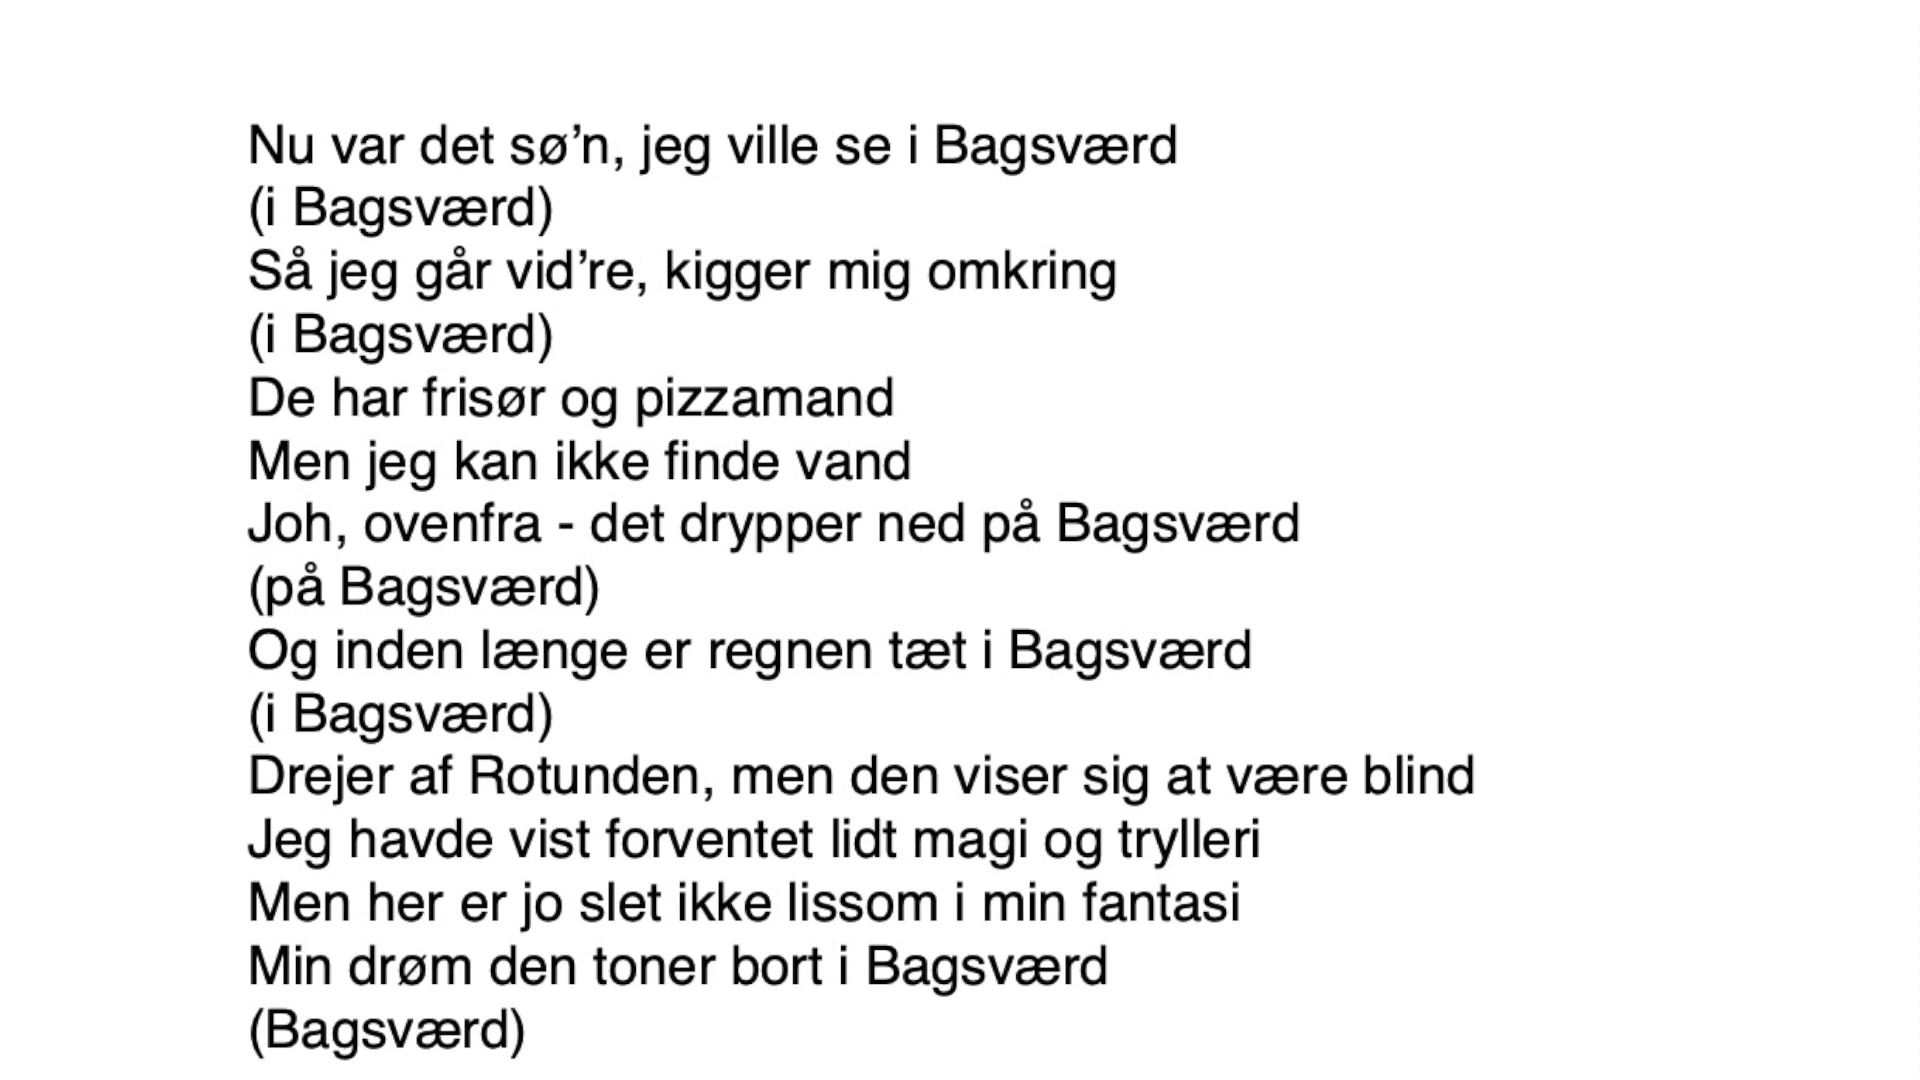 Nu var det sø’n, jeg ville se i Bagsværd
(i Bagsværd)
Så jeg går vid’re, kigger mig omkring
(i Bagsværd)
De har frisør og pizzamand
Men jeg kan ikke finde vand
Joh, ovenfra - det drypper ned på Bagsværd
(på Bagsværd)
Og inden længe er regnen tæt i Bagsværd
(i Bagsværd)
Drejer af Rotunden, men den viser sig at være blind
Jeg havde vist forventet lidt magi og trylleri
Men her er jo slet ikke lissom i min fantasi
Min drøm den toner bort i Bagsværd
(Bagsværd)